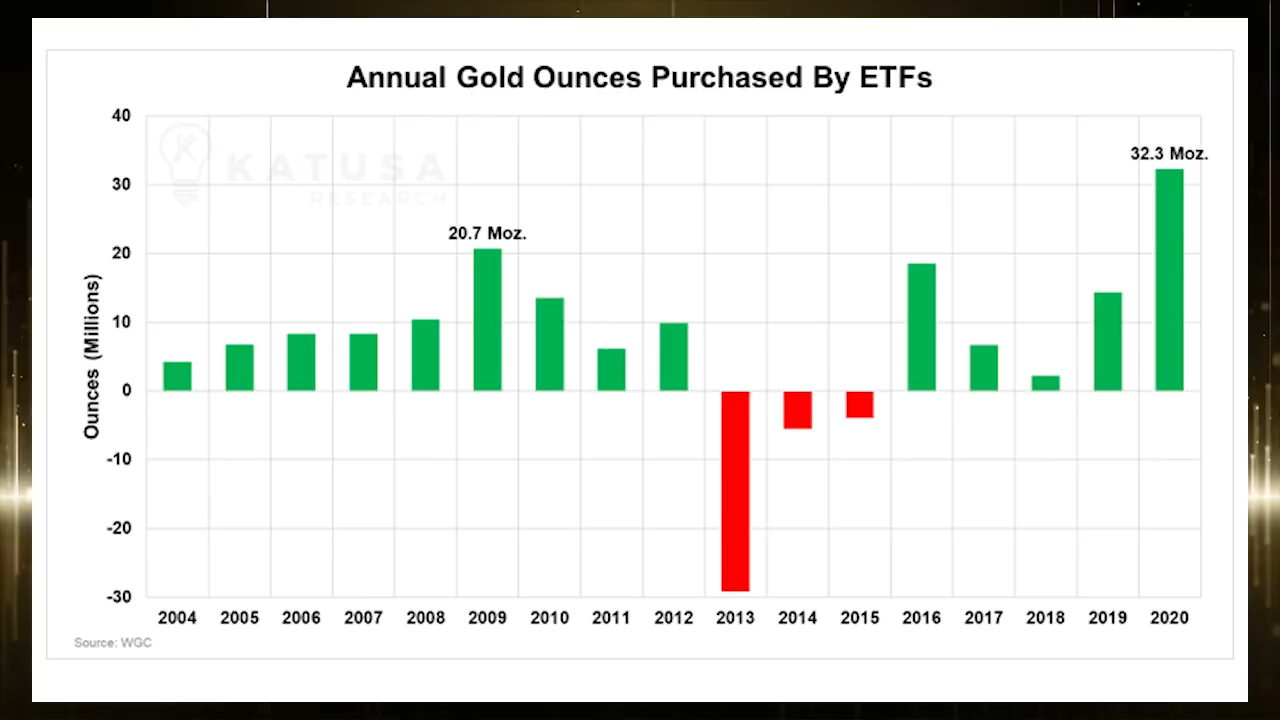 Annual Gold Ounces Purchased By ETFs
KATUSA
RESEARCH
Ounces (Millions)
40
30
20
10
0
-10
-20
-30
20.7 Moz.
32.3 Moz.
2004 2005 2006 2007 2008 2009 2010 2011 2012 2013 2014 2015 2016 2017 2018 2019 2020
Source: WGC